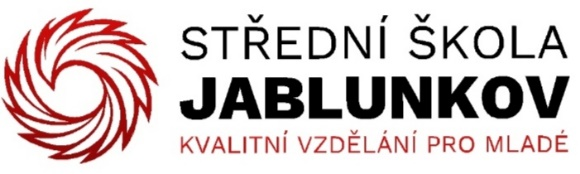 STŘEDNÍ ŠKOLA
JABLUNKOV
KVALITNÍ VZDĚLÁNÍ PRO MLADÉ